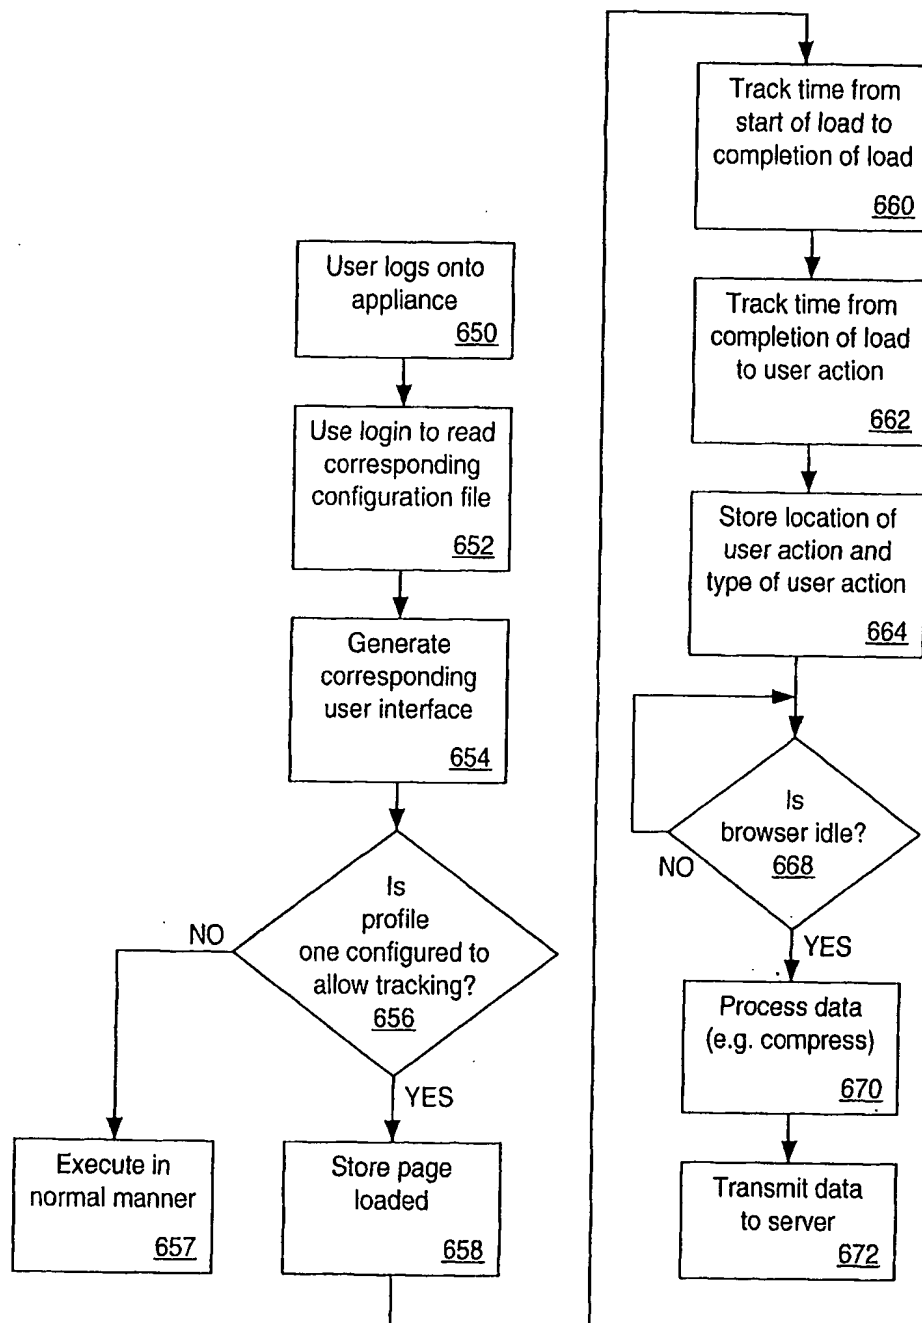 User logs onto
appliance
650
Use login to read
corresponding
configuration file
652
Generate
corresponding
user interface
654
Is
profile
one configured to
allow tracking?
656
NO
YES
Execute in
normal manner
657
Store page
loaded
658
Track time from
start of load to
completion of load
660
Track time from
completion of load
to user action
662
Store location of
user action and
type of user action
664
Is
browser idle?
668
NO
YES
Process data
(e.g. compress)
670
Transmit data
to server
672